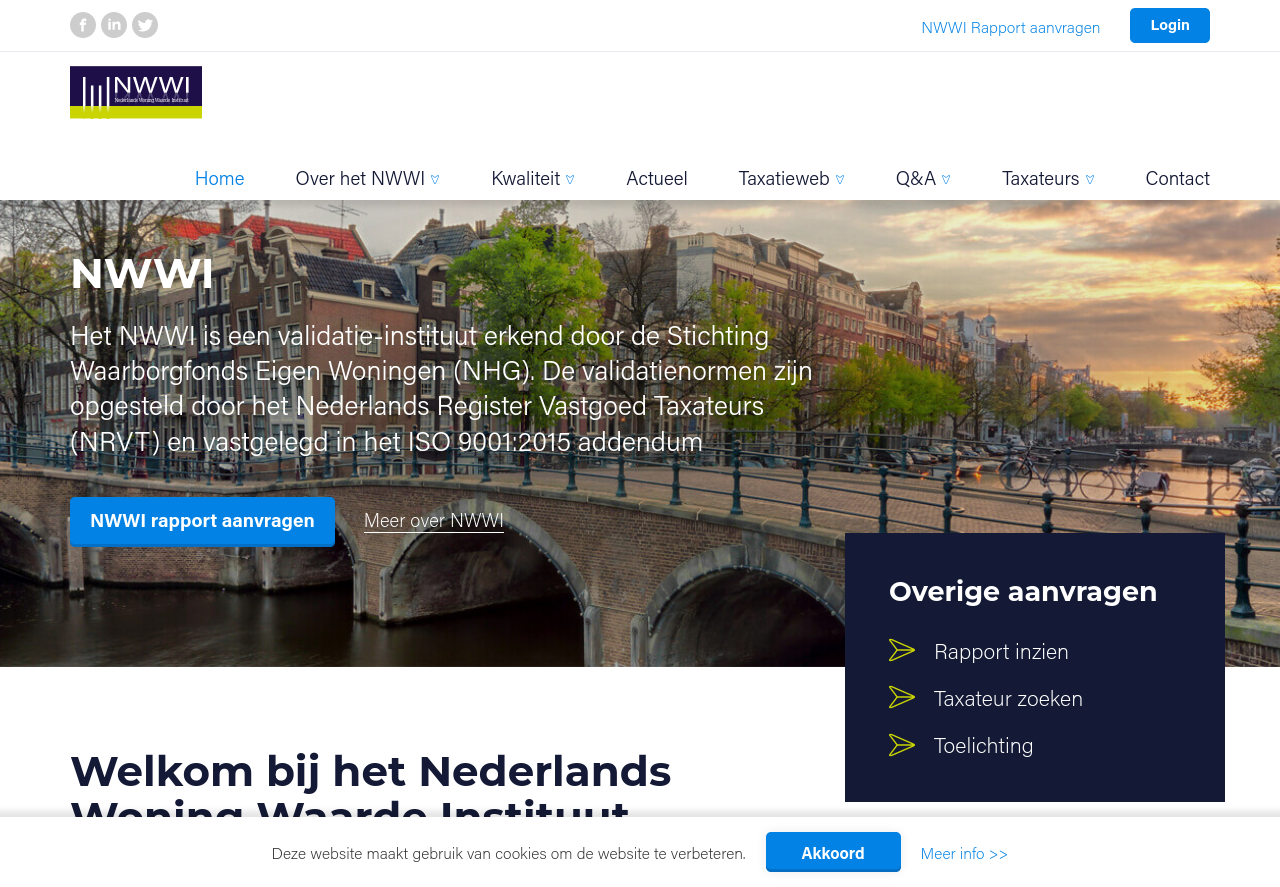 NWWI Rapport aanvragen
Login
NWWI
Nederlands Woning Waarde Instituut
Home
Over het NWWI
Kwaliteit
Actueel
Taxatieweb
Q&A
Taxateurs
Contact
NWWI
Het NWWI is een validatie-instituut erkend door de Stichting
Waarborgfonds Eigen Woningen (NHG). De validatienormen zijn
opgesteld door het Nederlands Register Vastgoed Taxateurs
(NRVT) en vastgelegd in het ISO 9001:2015 addendum
NWWI rapport aanvragen
Meer over NWWI
Overige aanvragen
Rapport inzien
Taxateur zoeken
Toelichting
Welkom bij het Nederlands
Woning Waarde Instituut
Deze website maakt gebruik van cookies om de website te verbeteren.
Akkoord
Meer info >>